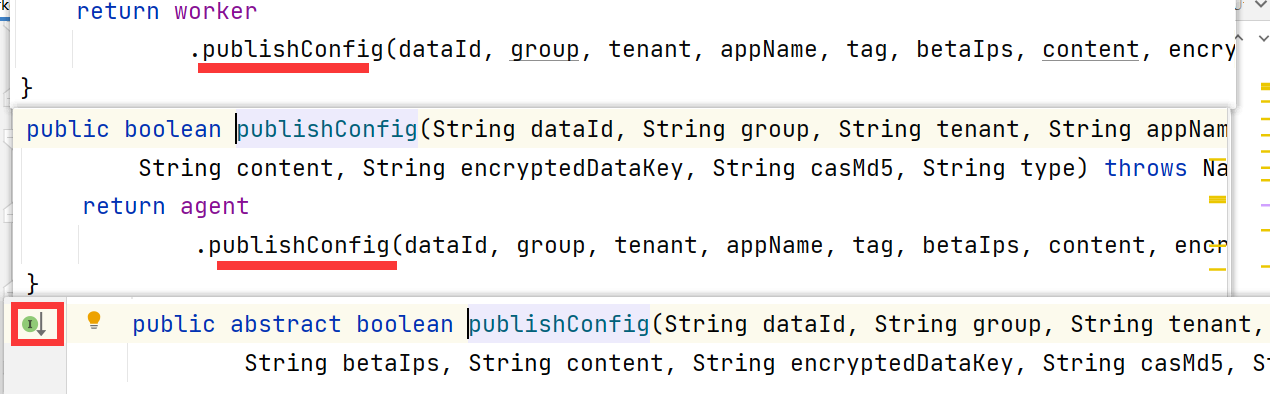 return worker
.publishConfig(dataId, group, tenant, appName, tag, betaIps, content, encry
}
public boolean publishConfig(String dataId, String group, String tenant, String appNam
String content, String encryptedDataKey, String casMd5, String type) throws Na
return agent
.publishConfig(dataId, group, tenant, appName, tag, betaIps, content, encr
}
public abstract boolean publishConfig(String dataId, String group, String tenant,
String betaIps, String content, String encryptedDataKey, String casMd5, St